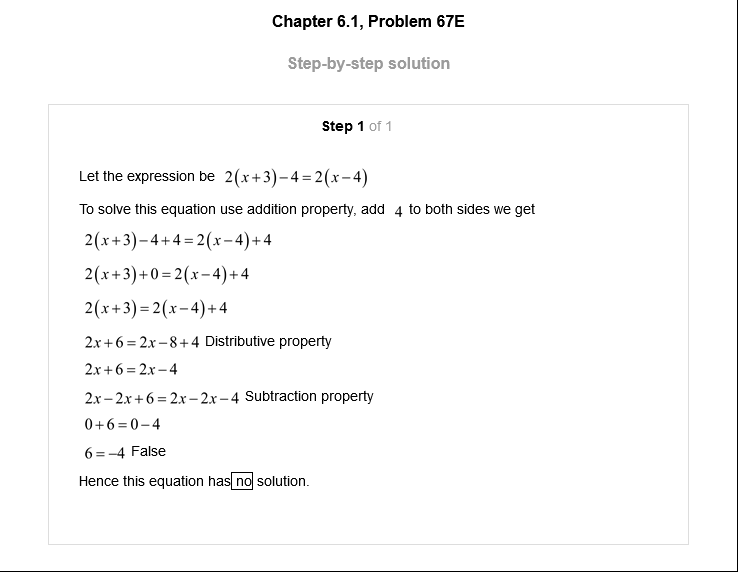 Chapter 6.1, Problem 67E
Step-by-step solution
Step 1 of 1
Let the expression be 2(x+3)−4=2(x−4)
To solve this equation use addition property, add 4 to both sides we get
2(x+3)−4+4=2(x−4)+4
2(x+3)+0=2(x−4)+4
2(x+3)=2(x−4)+4
2x+6=2x−8+4 Distributive property
2x+6=2x−4
2x−2x+6=2x−2x−4 Subtraction property
0+6=0−4
6=−4 False
Hence this equation has no solution.